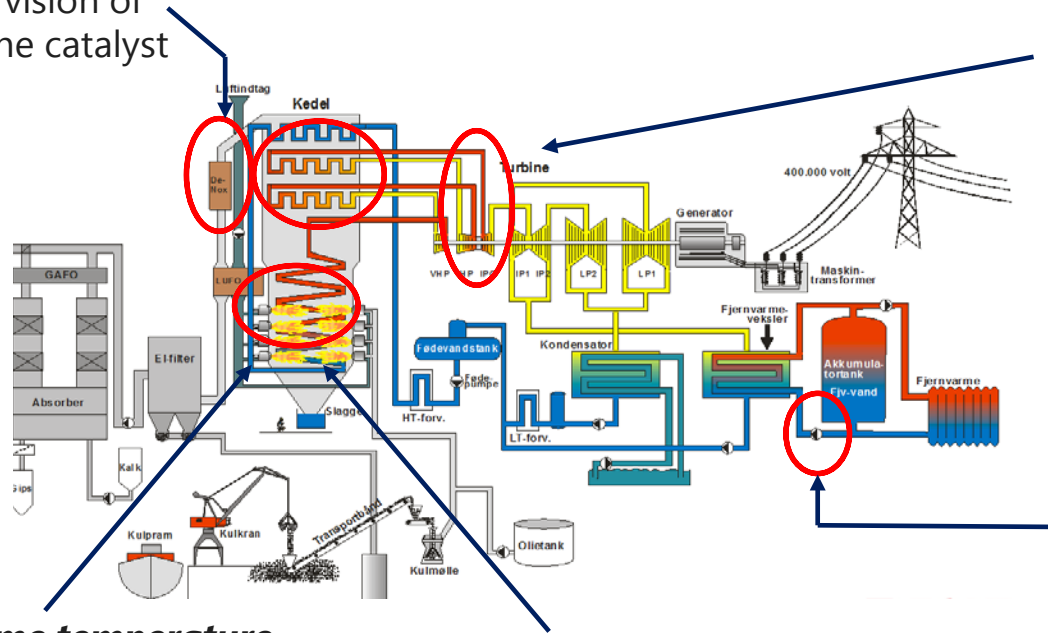 vision of
ne catalyst
Luftindtag
Kedel
De-
Nox
LUFO
Turbine
400.000 volt
Generator
VHP
HP
IP0
IP1
IP2
LP2
LP1
Maskin-
transformer
GAFO
Absorber
El-filter
Kalk
Gips
Fødevandstank
Føde-
pumpe
HT-forv.
LT-forv.
Slagge
Kondensator
Fjernvarme-
veksler
Akkumula-
tortank
Fjv-vand
Fjernvarme
Kulpram
Kulkran
Transportbånd
Kulmølle
Olietank
me temperature